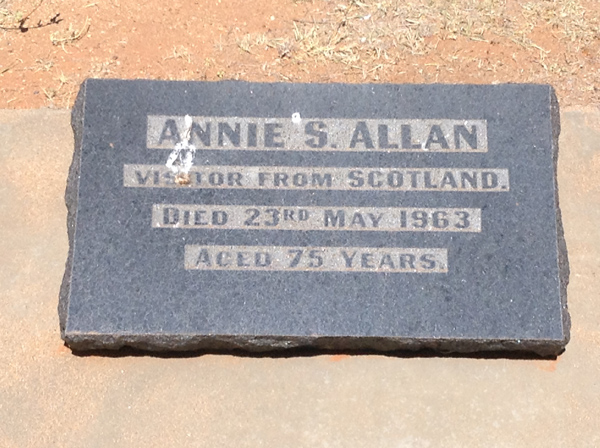 ANNIE S. ALLAN
VISITOR FROM SCOTLAND.
DIED 23RD MAY 1963
AGED 75 YEARS.